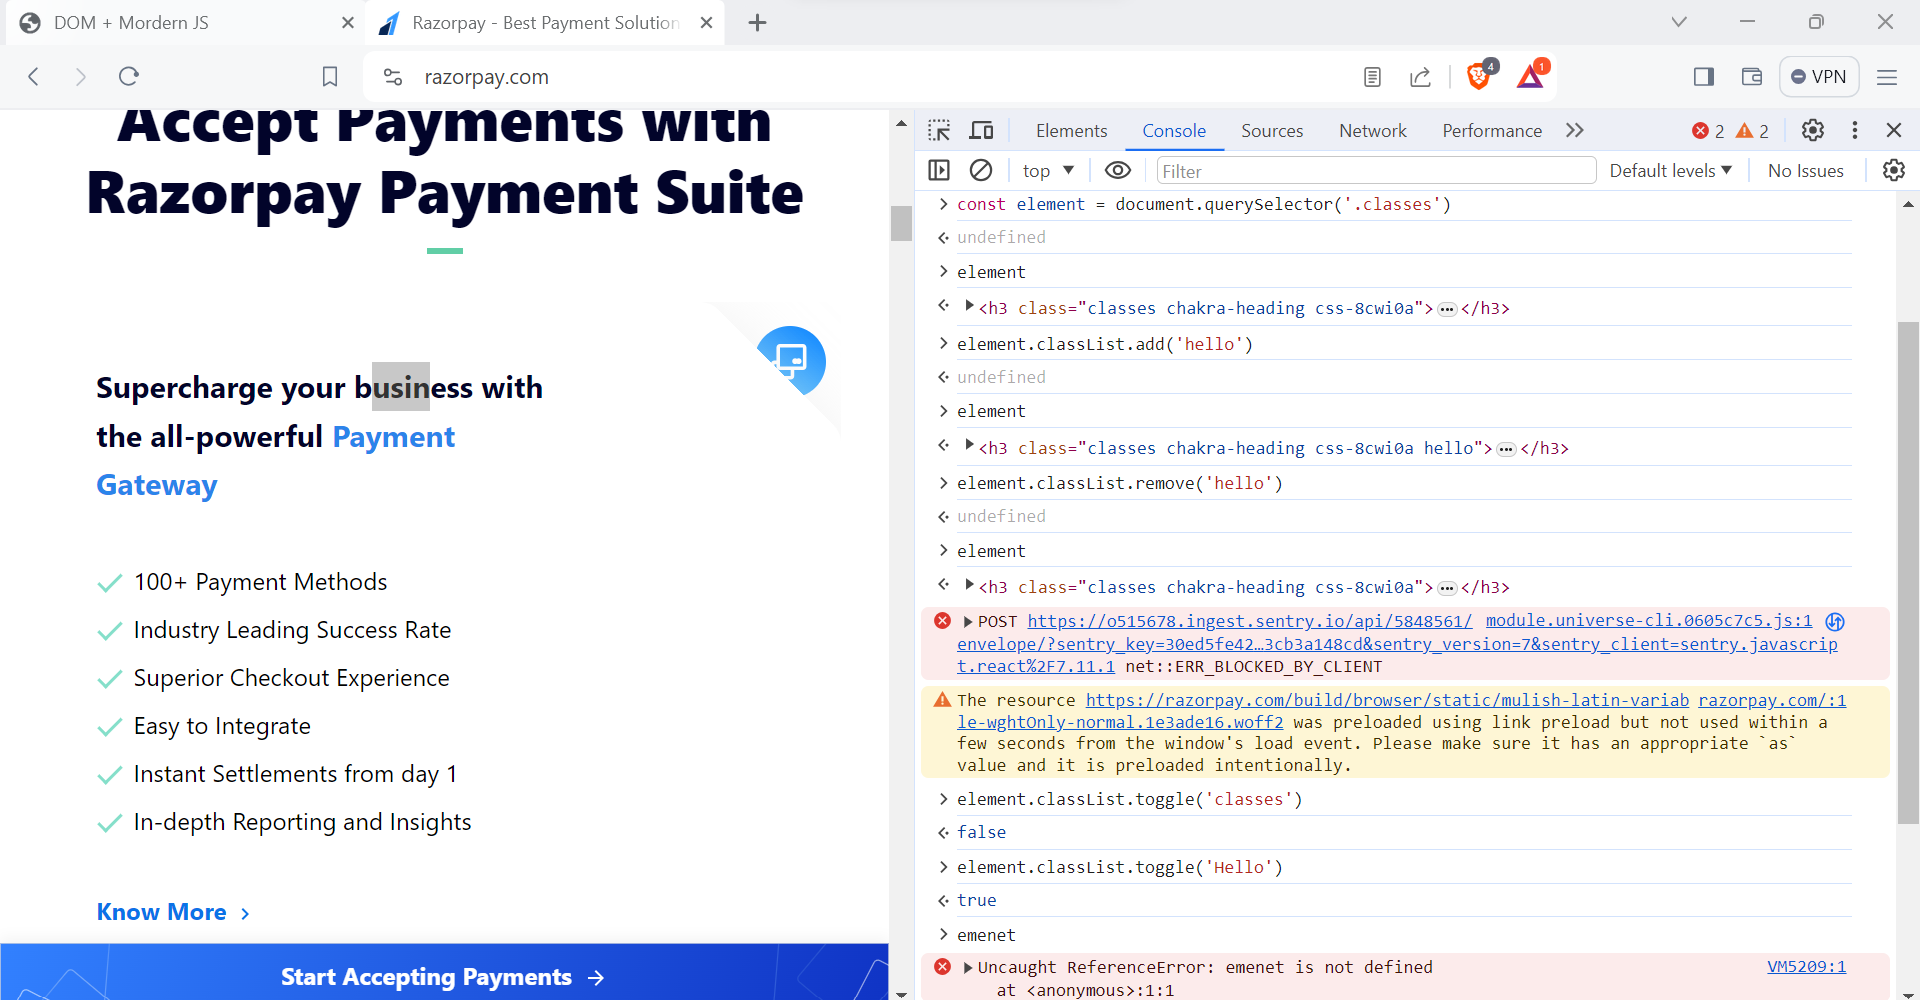 DOM + Mordern JS
Razorpay - Best Payment Solution
razorpay.com
4
1
VPN
Accept Payments with
Razorpay Payment Suite
Supercharge your business with
the all-powerful Payment
Gateway
100+ Payment Methods
Industry Leading Success Rate
Superior Checkout Experience
Easy to Integrate
Instant Settlements from day 1
In-depth Reporting and Insights
Know More
Start Accepting Payments
Elements Console Sources Network Performance 2 2
top Filter Default levels No Issues
const element = document.querySelector('.classes')
undefined
element
<h3 class="classes chakra-heading css-8cwi0a">…</h3>
element.classList.add('hello')
undefined
element
<h3 class="classes chakra-heading css-8cwi0a hello">…</h3>
element.classList.remove('hello')
undefined
element
<h3 class="classes chakra-heading css-8cwi0a">…</h3>
POST https://o515678.ingest.sentry.io/api/5848561/ module.universe-cli.0605c7c5.js:1
envelope/?sentry_key=30ed5fe42…3cb3a148cd&sentry_version=7&sentry_client=sentry.javascrip
t.react%2F7.11.1 net::ERR_BLOCKED_BY_CLIENT
The resource https://razorpay.com/build/browser/static/mulish-latin-variab razorpay.com/:1
le-wghtOnly-normal.1e3ade16.woff2 was preloaded using link preload but not used within a
few seconds from the window's load event. Please make sure it has an appropriate `as`
value and it is preloaded intentionally.
element.classList.toggle('classes')
false
element.classList.toggle('Hello')
true
emenet
Uncaught ReferenceError: emenet is not defined VM5209:1
at <anonymous>:1:1